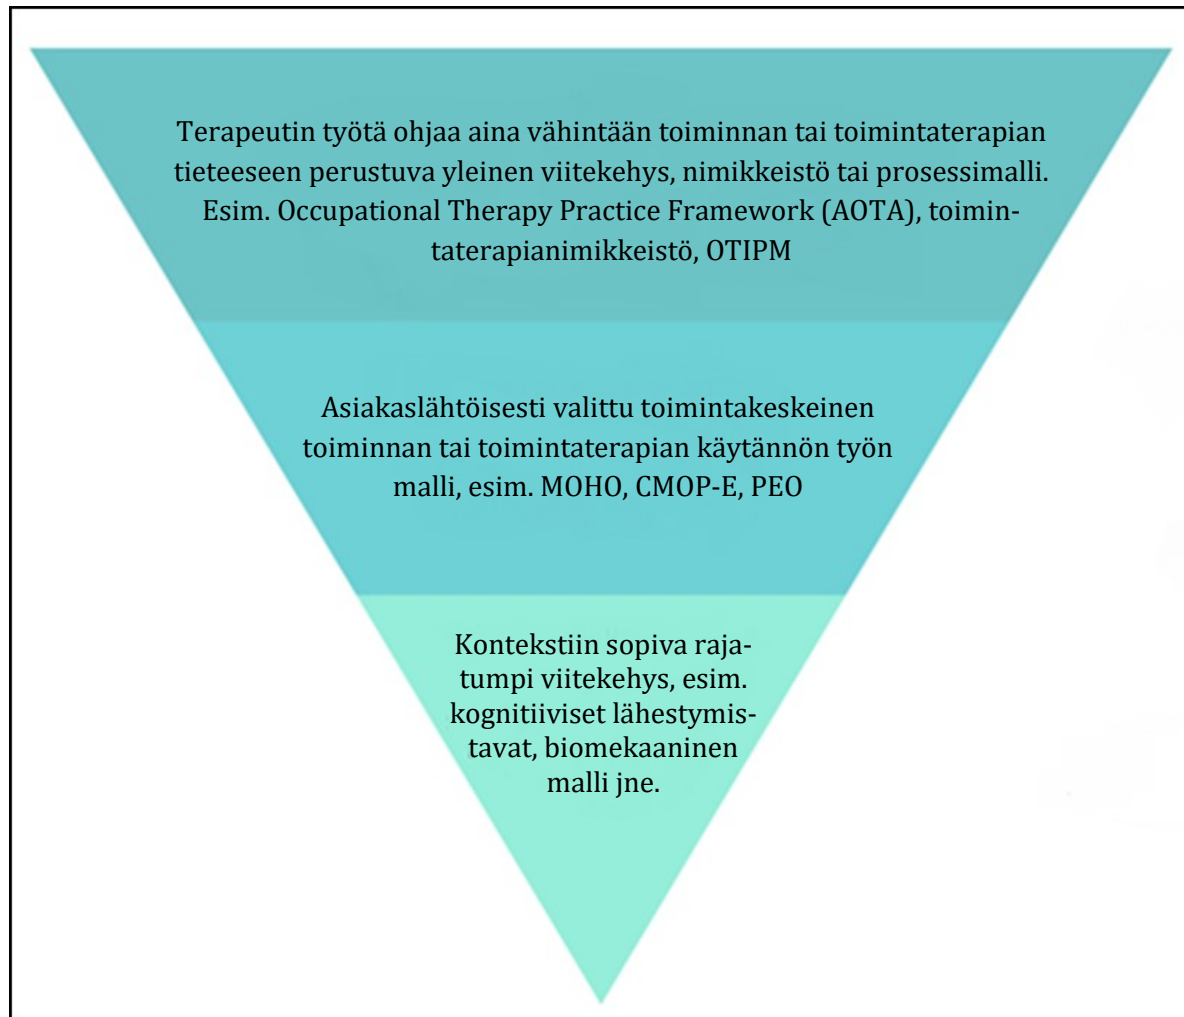 Terapeutin työtä ohjaa aina vähintään toiminnan tai toimintaterapian
tieteeseen perustuva yleinen viitekehys, nimikkeistö tai prosessimalli.
Esim. Occupational Therapy Practice Framework (AOTA), toimin-
taterapianimikkeistö, OTIPM
Asiakaslähtöisesti valittu toimintakeskeinen
toiminnan tai toimintaterapian käytännön työn
malli, esim. MOHO, CMOP-E, PEO
Kontekstiin sopiva raja-
tumpi viitekehys, esim.
kognitiiviset lähestymis-
tavat, biomekaaninen
malli jne.